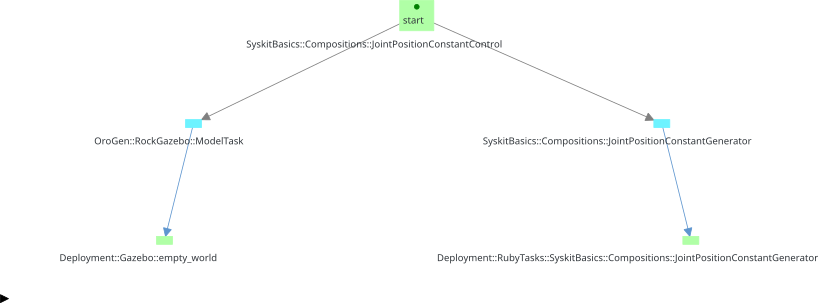 start
SyskitBasics::Compositions::JointPositionConstantControl
OroGen::RockGazebo::ModelTask
SyskitBasics::Compositions::JointPositionConstantGenerator
Deployment::Gazebo::empty_world
Deployment::RubyTasks::SyskitBasics::Compositions::JointPositionConstantGenerator